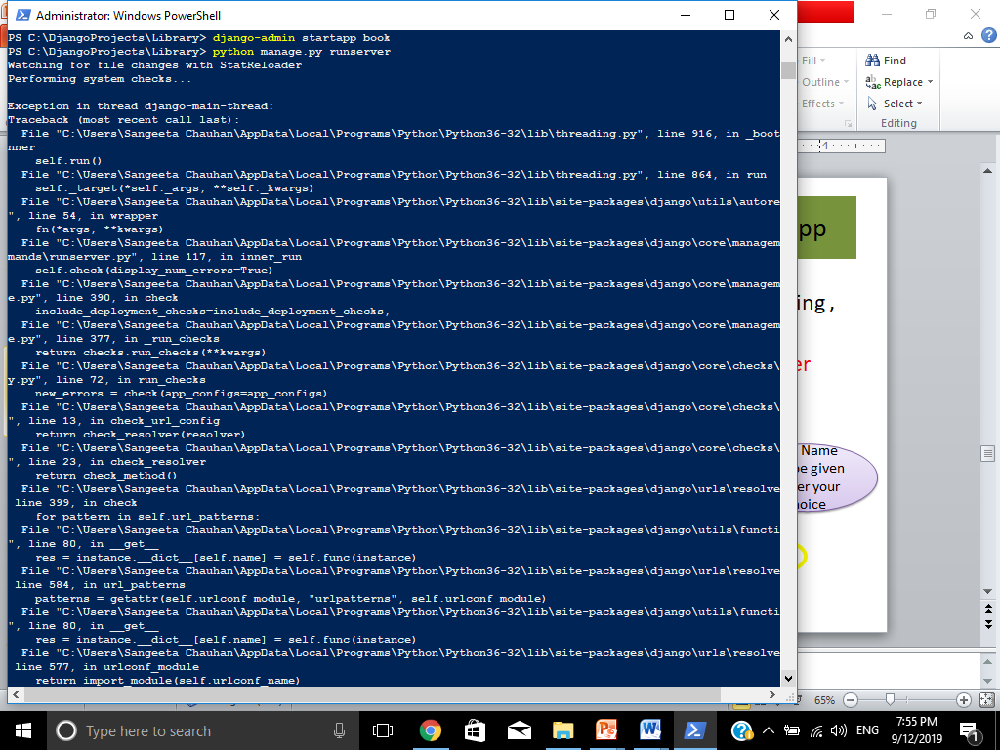 Administrator: Windows PowerShell
PS C:\DjangoProjects\Library> django-admin startapp book
PS C:\DjangoProjects\Library> python manage.py runserver
Watching for file changes with StatReloader
Performing system checks...
Exception in thread django-main-thread:
Traceback (most recent call last):
File "C:\Users\Sangeeta Chauhan\AppData\Local\Programs\Python\Python36-32\lib\threading.py", line 916, in _boot
nner
self.run()
File "C:\Users\Sangeeta Chauhan\AppData\Local\Programs\Python\Python36-32\lib\threading.py", line 864, in run
self._target(*self._args, **self._kwargs)
File "C:\Users\Sangeeta Chauhan\AppData\Local\Programs\Python\Python36-32\lib\site-packages\django\utils\autore
", line 54, in wrapper
fn(*args, **kwargs)
File "C:\Users\Sangeeta Chauhan\AppData\Local\Programs\Python\Python36-32\lib\site-packages\django\core\managem
mands\runserver.py", line 117, in inner_run
self.check(display_num_errors=True)
File "C:\Users\Sangeeta Chauhan\AppData\Local\Programs\Python\Python36-32\lib\site-packages\django\core\managem
e.py", line 390, in check
include_deployment_checks=include_deployment_checks,
File "C:\Users\Sangeeta Chauhan\AppData\Local\Programs\Python\Python36-32\lib\site-packages\django\core\managem
e.py", line 377, in _run_checks
return checks.run_checks(**kwargs)
File "C:\Users\Sangeeta Chauhan\AppData\Local\Programs\Python\Python36-32\lib\site-packages\django\core\checks\
y.py", line 72, in run_checks
new_errors = check(app_configs=app_configs)
File "C:\Users\Sangeeta Chauhan\AppData\Local\Programs\Python\Python36-32\lib\site-packages\django\core\checks\
", line 13, in check_url_config
return check_resolver(resolver)
File "C:\Users\Sangeeta Chauhan\AppData\Local\Programs\Python\Python36-32\lib\site-packages\django\core\checks\
", line 23, in check_resolver
return check_method()
File "C:\Users\Sangeeta Chauhan\AppData\Local\Programs\Python\Python36-32\lib\site-packages\django\urls\resolve
line 399, in check
for pattern in self.url_patterns:
File "C:\Users\Sangeeta Chauhan\AppData\Local\Programs\Python\Python36-32\lib\site-packages\django\utils\functi
", line 80, in __get__
res = instance.__dict__[self.name] = self.func(instance)
File "C:\Users\Sangeeta Chauhan\AppData\Local\Programs\Python\Python36-32\lib\site-packages\django\urls\resolve
line 584, in url_patterns
patterns = getattr(self.urlconf_module, "urlpatterns", self.urlconf_module)
File "C:\Users\Sangeeta Chauhan\AppData\Local\Programs\Python\Python36-32\lib\site-packages\django\utils\functi
", line 80, in __get__
res = instance.__dict__[self.name] = self.func(instance)
File "C:\Users\Sangeeta Chauhan\AppData\Local\Programs\Python\Python36-32\lib\site-packages\django\urls\resolve
line 577, in urlconf_module
return import_module(self.urlconf_name)
Fill
Outline
Effects
Find
Replace
Select
Editing
4
pp
ing,
er
Name
be given
er your
hoice
65%
Type here to search
ENG
7:55 PM
9/12/2019
1